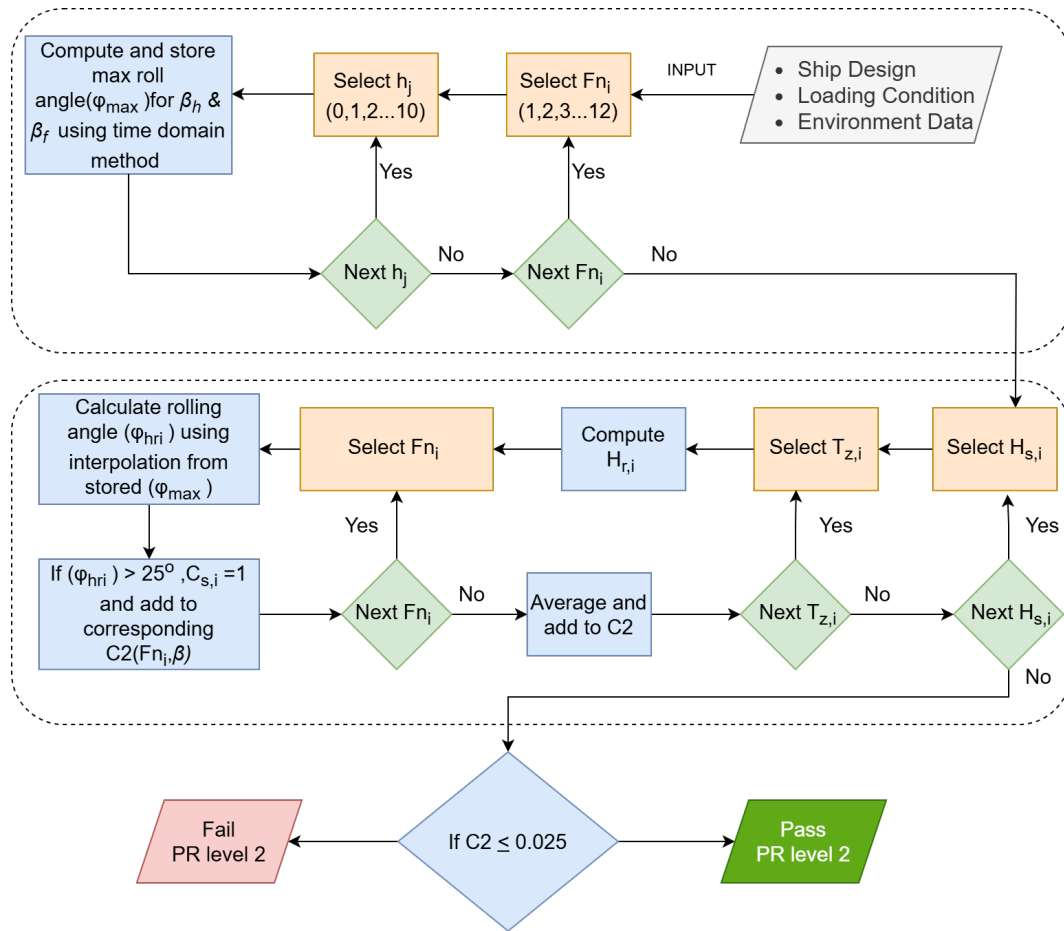 Compute and store
max roll
angle(φmax )for βh &
βf using time domain
method
Select hj
(0,1,2...10)
Select Fni
(1,2,3...12)
INPUT
• Ship Design
• Loading Condition
• Environment Data
Yes
Yes
Next hj
No
Next Fni
No
Calculate rolling
angle (φhri ) using
interpolation from
stored (φmax )
Select Fni
Compute
Hr,i
Select Tz,i
Select Hs,i
Yes
Yes
Yes
If (φhri ) > 25o ,Cs,i =1
and add to
corresponding
C2(Fni,β)
Next Fni
No
Average and
add to C2
Next Tz,i
No
Next Hs,i
No
Fail
PR level 2
If C2 ≤ 0.025
Pass
PR level 2